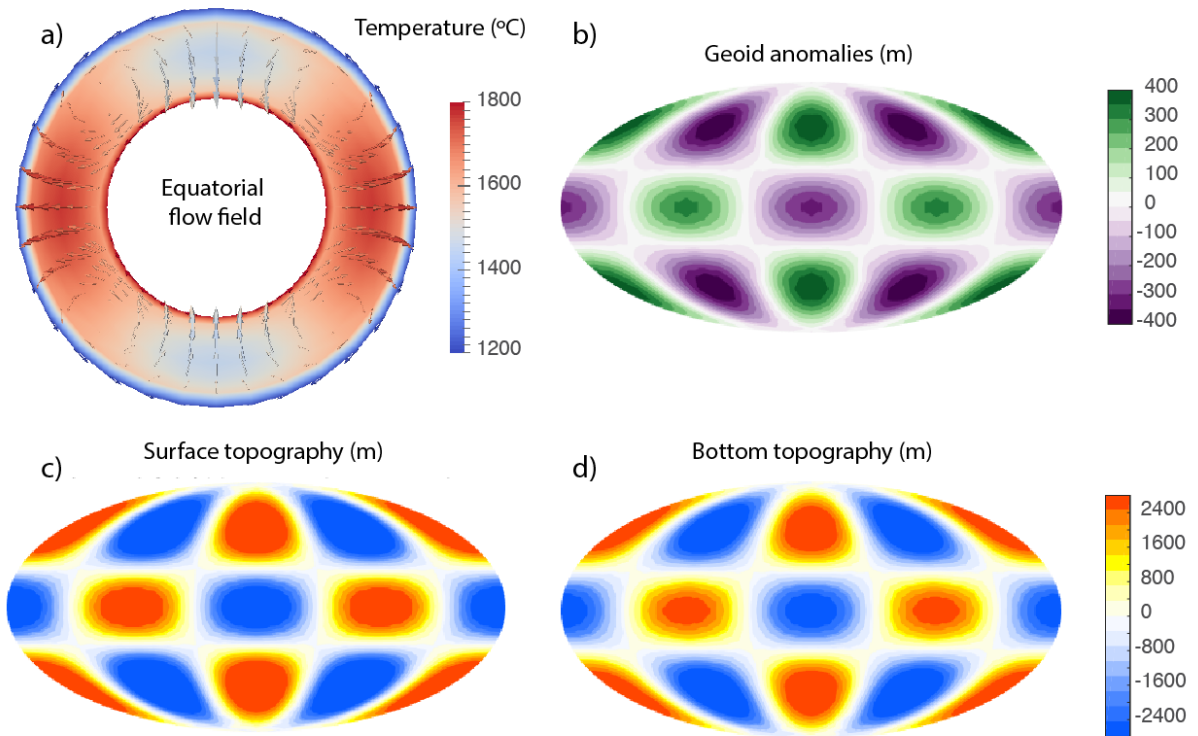 a)
Temperature (ºC)
1800
1600
1400
1200
Equatorial
flow field
b)
Geoid anomalies (m)
400
300
200
100
0
-100
-200
-300
-400
c)
Surface topography (m)
d)
Bottom topography (m)
2400
1600
800
0
-800
-1600
-2400